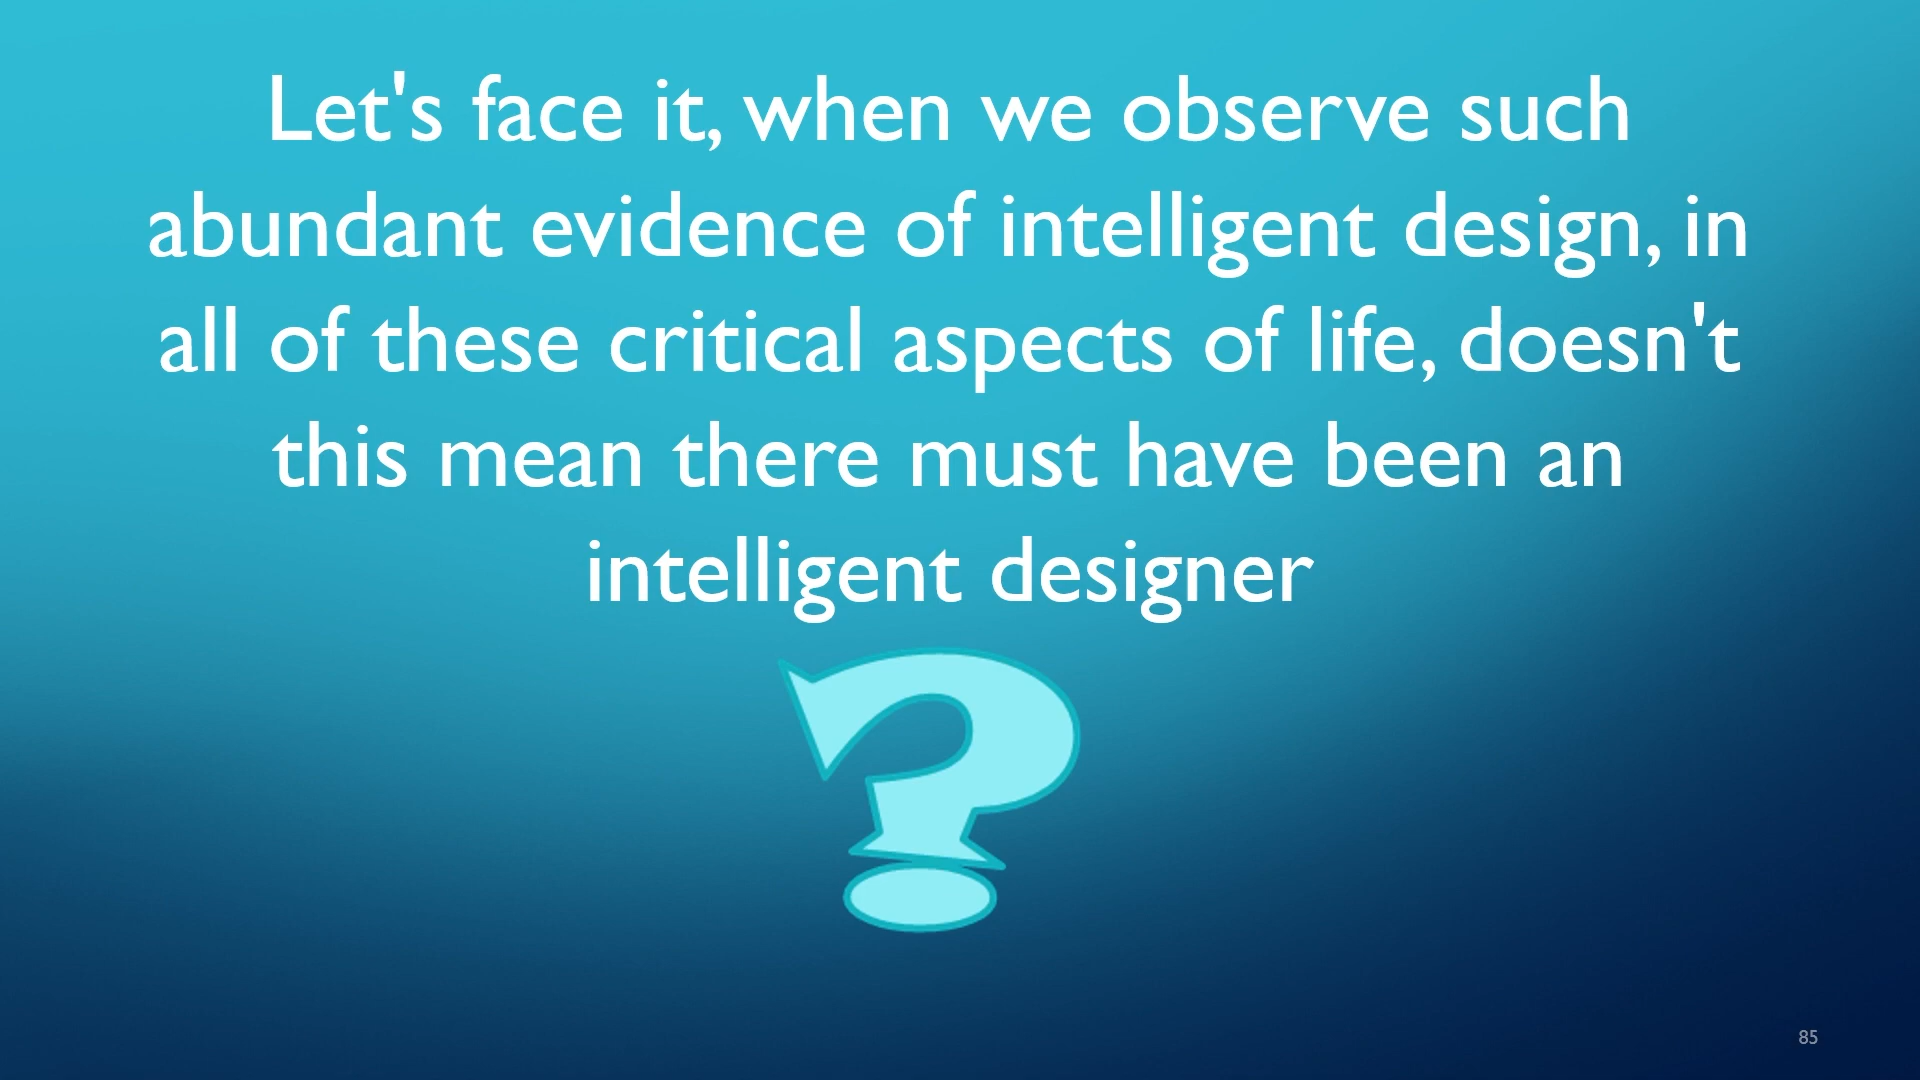 Let's face it, when we observe such
abundant evidence of intelligent design, in
all of these critical aspects of life, doesn't
this mean there must have been an
intelligent designer
?
85